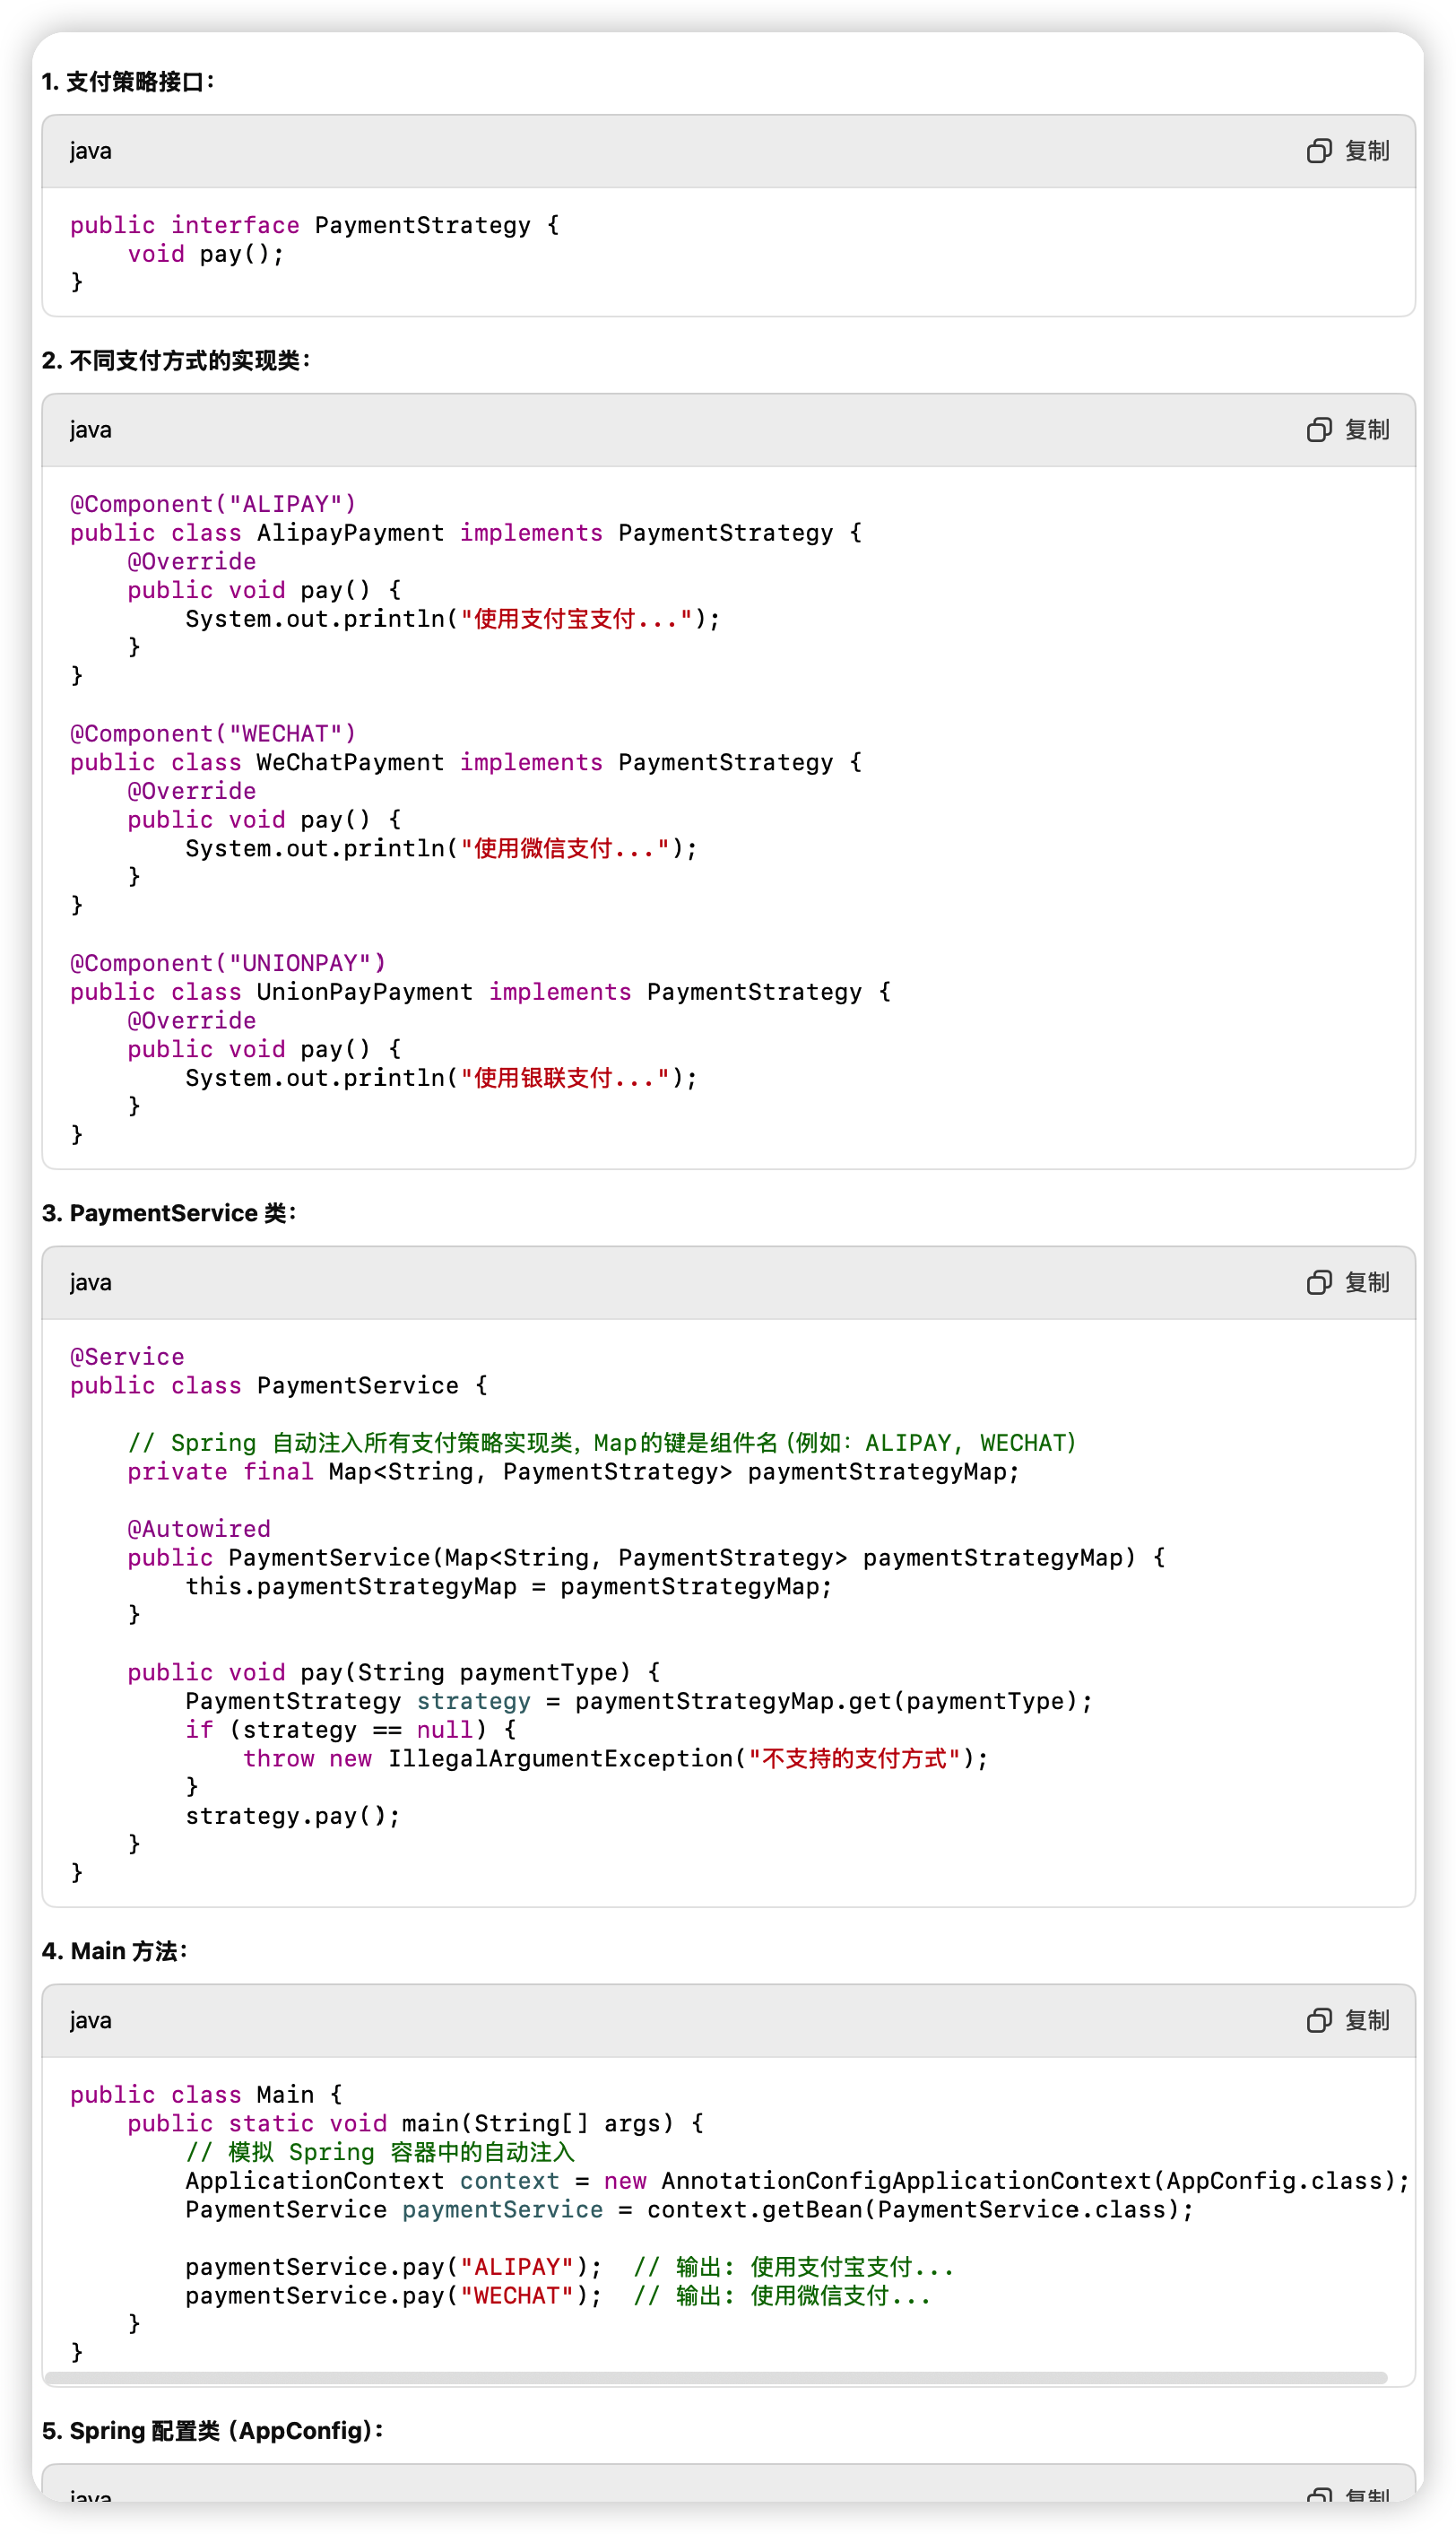 1. 支付策略接口：
java
复制
public interface PaymentStrategy {
    void pay();
}
2. 不同支付方式的实现类：
java
复制
@Component("ALIPAY")
public class AlipayPayment implements PaymentStrategy {
    @Override
    public void pay() {
        System.out.println("使用支付宝支付...");
    }
}
@Component("WECHAT")
public class WeChatPayment implements PaymentStrategy {
    @Override
    public void pay() {
        System.out.println("使用微信支付...");
    }
}
@Component("UNIONPAY")
public class UnionPayPayment implements PaymentStrategy {
    @Override
    public void pay() {
        System.out.println("使用银联支付...");
    }
}
3. PaymentService 类：
java
复制
@Service
public class PaymentService {
    // Spring 自动注入所有支付策略实现类，Map的键是组件名（例如：ALIPAY, WECHAT）
    private final Map<String, PaymentStrategy> paymentStrategyMap;
    @Autowired
    public PaymentService(Map<String, PaymentStrategy> paymentStrategyMap) {
        this.paymentStrategyMap = paymentStrategyMap;
    }
    public void pay(String paymentType) {
        PaymentStrategy strategy = paymentStrategyMap.get(paymentType);
        if (strategy == null) {
            throw new IllegalArgumentException("不支持的支付方式");
        }
        strategy.pay();
    }
}
4. Main 方法：
java
复制
public class Main {
    public static void main(String[] args) {
        // 模拟 Spring 容器中的自动注入
        ApplicationContext context = new AnnotationConfigApplicationContext(AppConfig.class);
        PaymentService paymentService = context.getBean(PaymentService.class);
        paymentService.pay("ALIPAY");  // 输出: 使用支付宝支付...
        paymentService.pay("WECHAT");  // 输出: 使用微信支付...
    }
}
5. Spring 配置类（AppConfig）：
java
复制